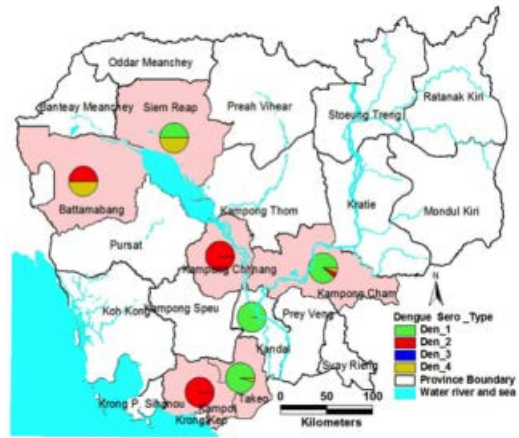 Oddar Meanchey
Banteay Meanchey
Siem Reap
Preah Vihear
Stoeung Treng
Ratanak Kiri
Battamabang
Kampong Thom
Kratie
Mondul Kiri
Pursat
Kampang Chhnang
Kampong Cham
N
Koh Kong
Kampong Speu
Prey Veng
Kandal
Svay Rieng
Takeo
Krong P. Sihanou
Kampot
Krong Kep
Dengue Sero _Type
Den_1
Den_2
Den_3
Den_4
Province Boundary
Water river and sea
50 0 50 100
Kilometers